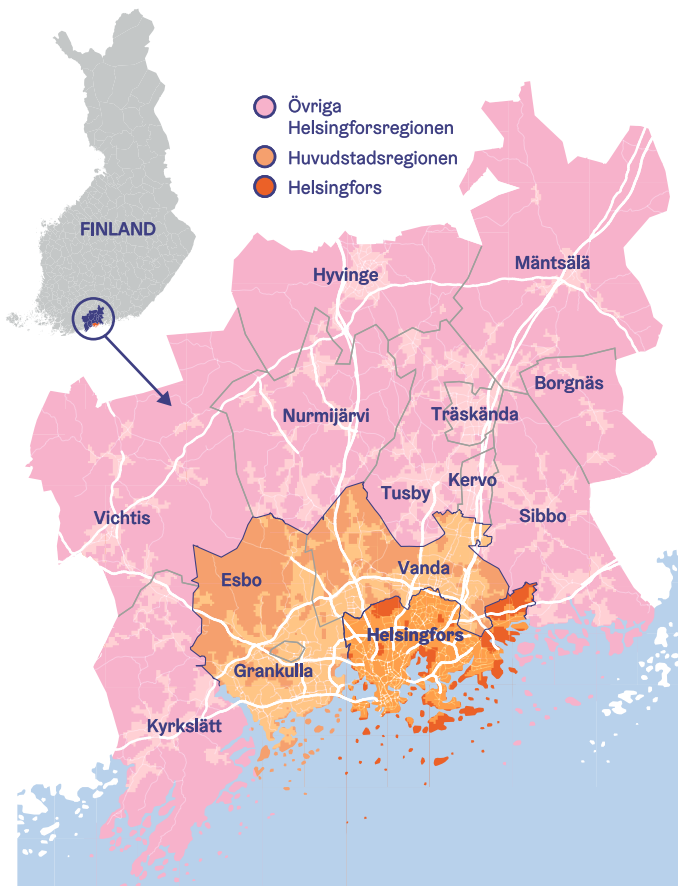 Övriga
Helsingforsregionen
Huvudstadsregionen
Helsingfors
FINLAND
Hyvinge
Mäntsälä
Borgnäs
Nurmijärvi
Träskända
Kervo
Tusby
Vichtis
Sibbo
Vanda
Esbo
Helsingfors
Grankulla
Kyrkslätt